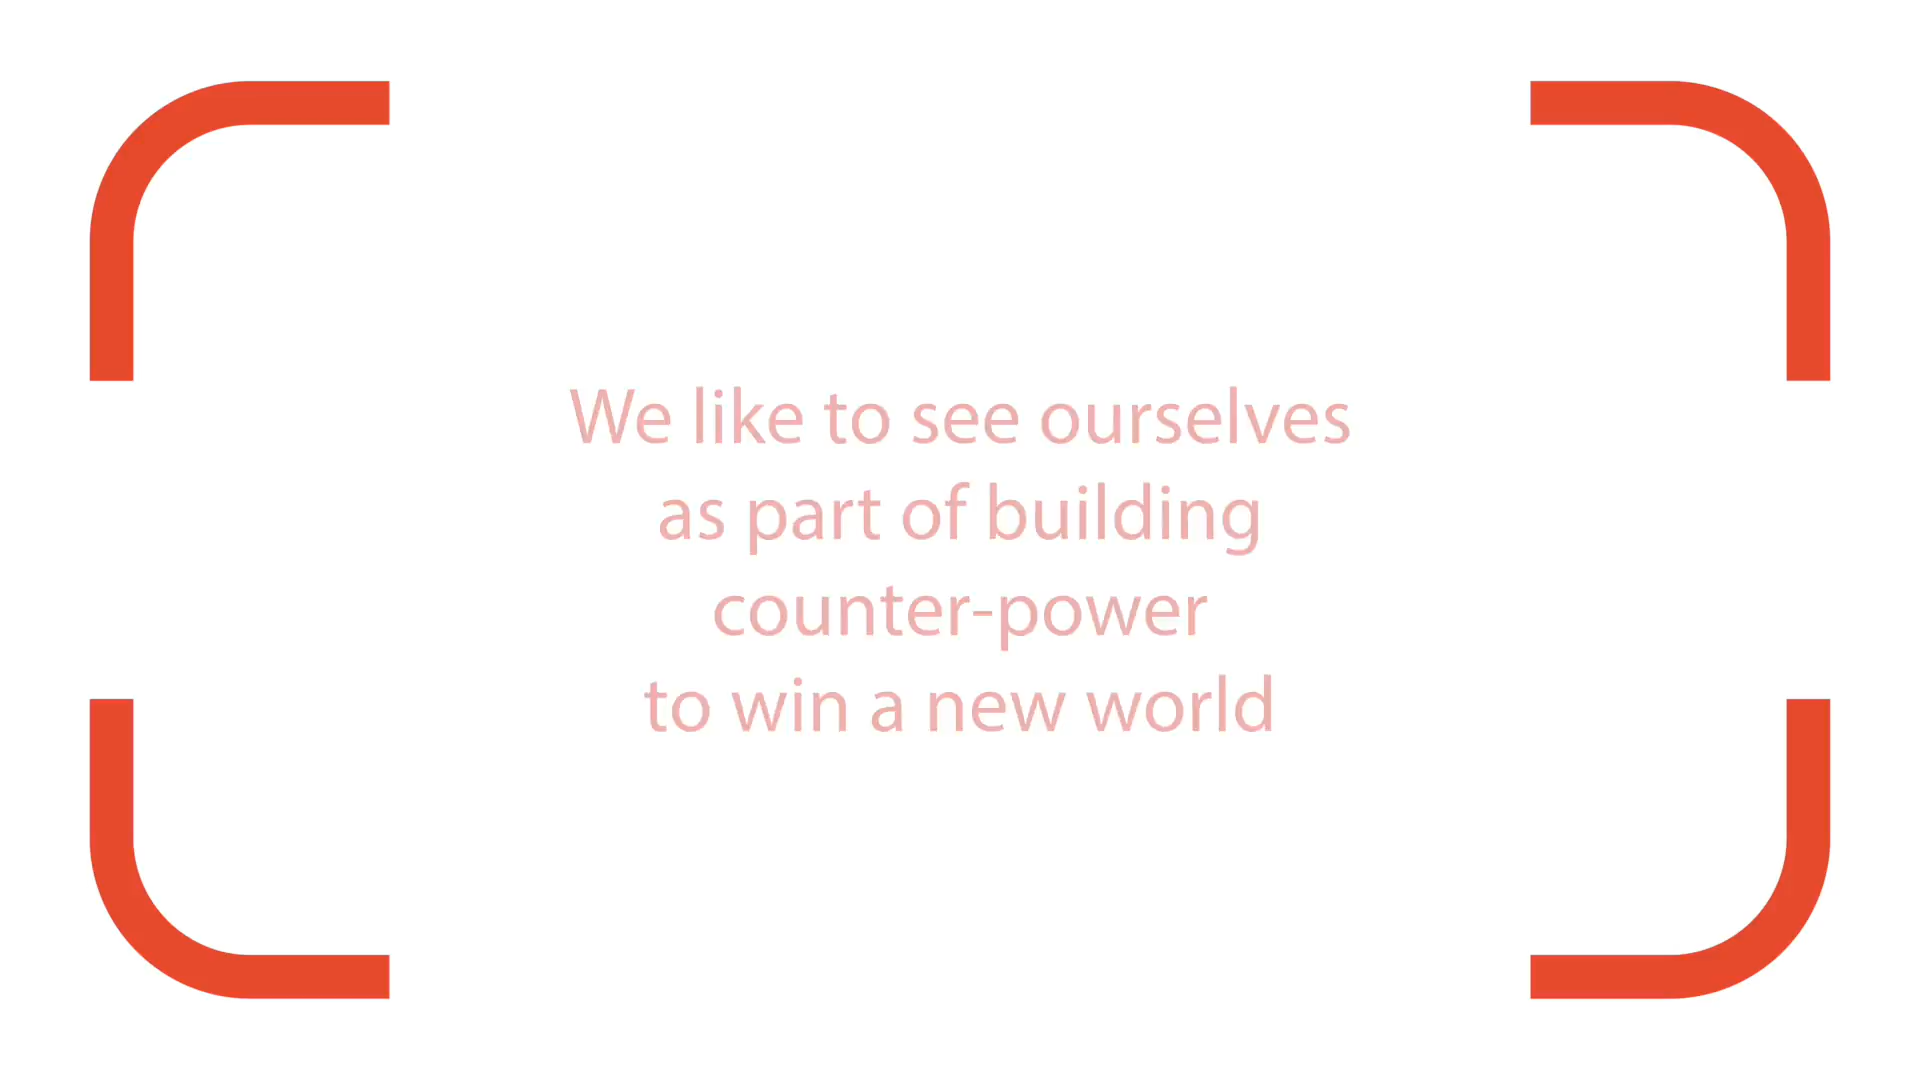 We like to see ourselves
as part of building
counter-power
to win a new world